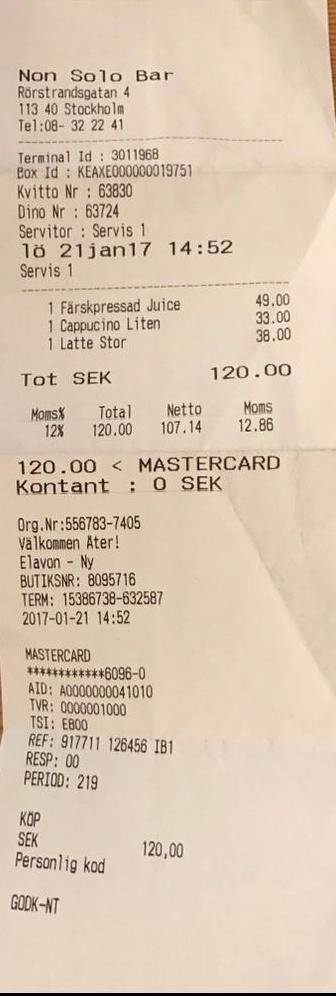 Non Solo Bar
Rörstrandsgatan 4
113 40 Stockholm
Tel:08- 32 22 41
Terminal Id : 3011968
Box Id : KEAXE000000019751
Kvitto Nr : 63830
Dino Nr : 63724
Servitor : Servis 1
lö 21jan17 14:52
Servis 1
1 Färskpressad Juice 49.00
1 Cappucino Liten 33.00
1 Latte Stor 38.00
Tot SEK 120.00
Moms% Total Netto Moms
12% 120.00 107.14 12.86
120.00 < MASTERCARD
Kontant : 0 SEK
Org.Nr:556783-7405
Välkommen Åter!
Elavon - Ny
BUTIKSNR: 8095716
TERM: 15386738-632587
2017-01-21 14:52
MASTERCARD
************6096-0
AID: A0000000041010
TVR: 0000001000
TSI: E800
REF: 917711 126456 IB1
RESP: 00
PERIOD: 219
KÖP
SEK 120,00
Personlig kod
GODK-NT